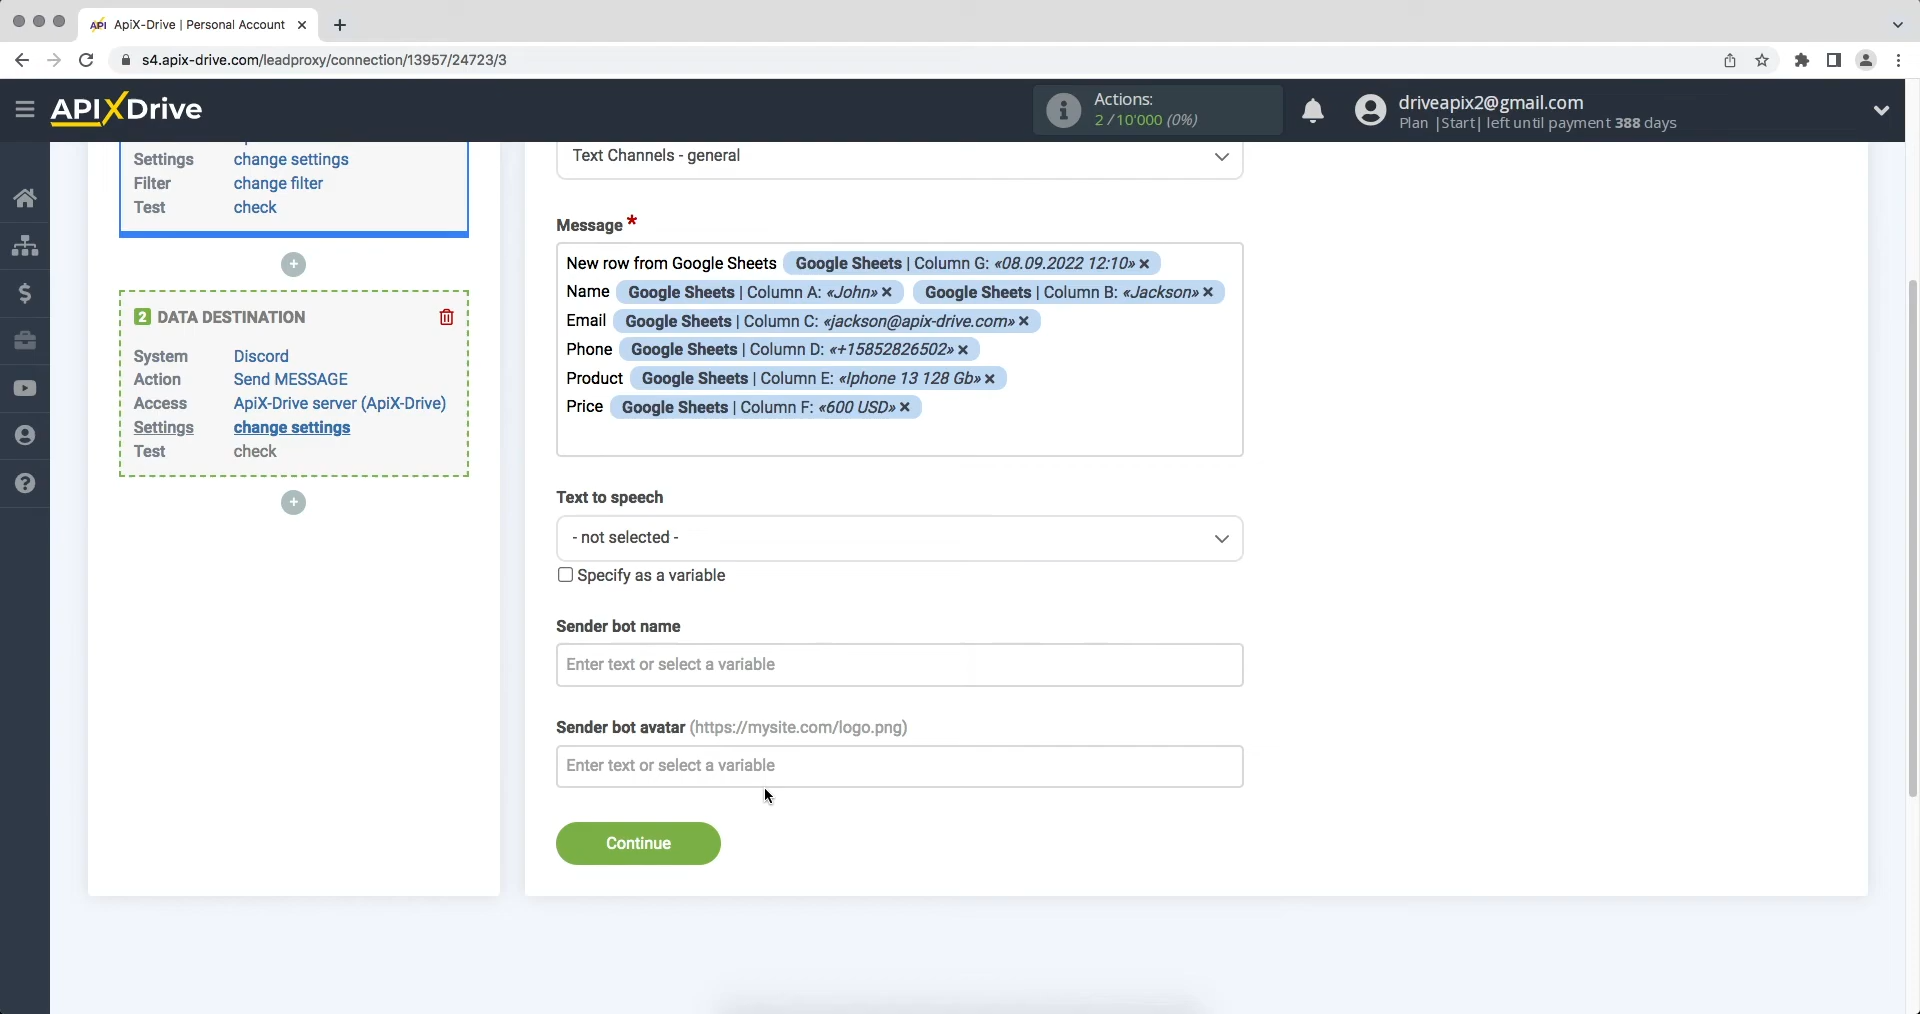 ApiX-Drive | Personal Account
s4.apix-drive.com/leadproxy/connection/13957/24723/3
APIXDrive
Actions:
2 / 10'000 (0%)
driveapix2@gmail.com
Plan |Start| left until payment 388 days
Settings change settings
Filter change filter
Test check
2 DATA DESTINATION
System Discord
Action Send MESSAGE
Access ApiX-Drive server (ApiX-Drive)
Settings change settings
Test check
Text Channels - general
Message *
New row from Google Sheets Google Sheets | Column G: «08.09.2022 12:10»
Name Google Sheets | Column A: «John» Google Sheets | Column B: «Jackson»
Email Google Sheets | Column C: «jackson@apix-drive.com»
Phone Google Sheets | Column D: «+15852826502»
Product Google Sheets | Column E: «Iphone 13 128 Gb»
Price Google Sheets | Column F: «600 USD»
Text to speech
- not selected -
Specify as a variable
Sender bot name
Enter text or select a variable
Sender bot avatar (https://mysite.com/logo.png)
Enter text or select a variable
Continue